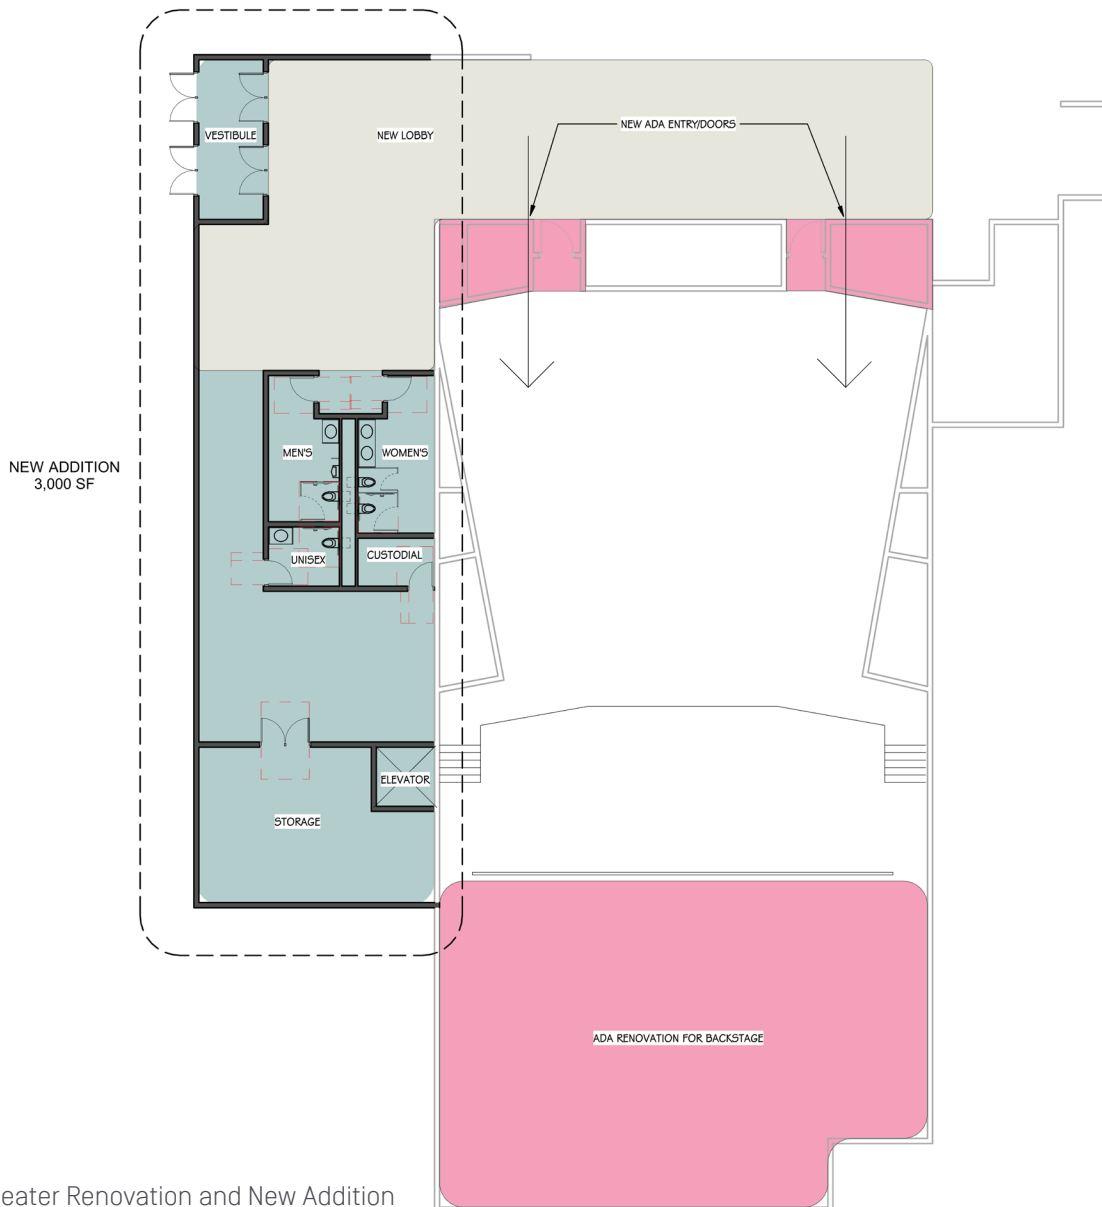 VESTIBULE
NEW LOBBY
NEW ADA ENTRY/DOORS
NEW ADDITION
3,000 SF
MEN'S
WOMEN'S
UNISEX
CUSTODIAL
ELEVATOR
STORAGE
ADA RENOVATION FOR BACKSTAGE
eater Renovation and New Addition